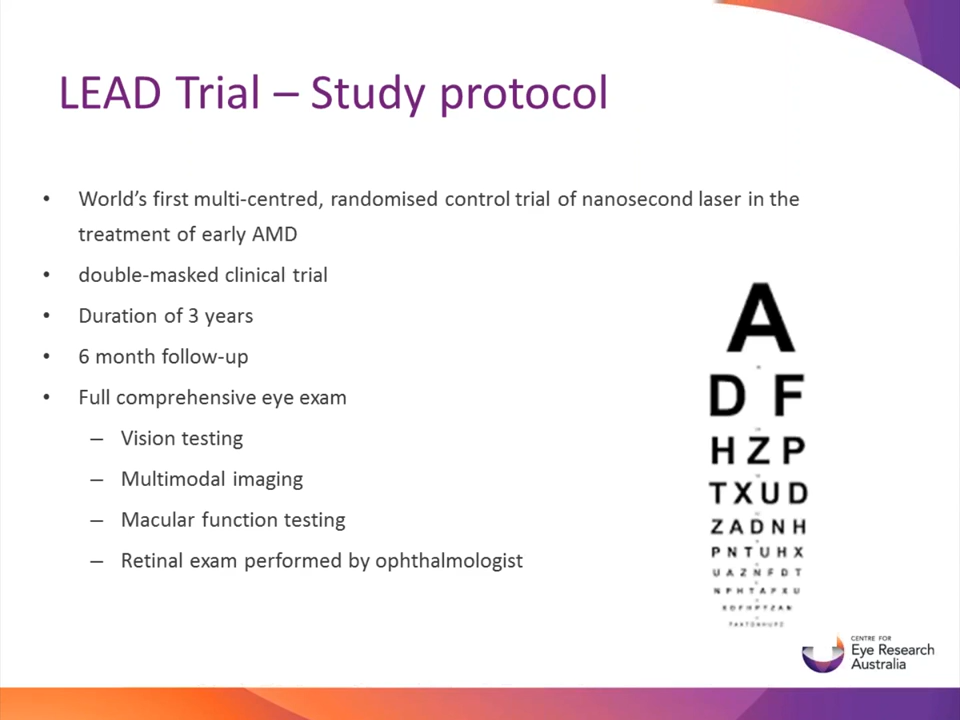 LEAD Trial – Study protocol
• World’s first multi-centred, randomised control trial of nanosecond laser in the
treatment of early AMD
• double-masked clinical trial
• Duration of 3 years
• 6 month follow-up
• Full comprehensive eye exam
– Vision testing
– Multimodal imaging
– Macular function testing
– Retinal exam performed by ophthalmologist
A
D F
H Z P
T X U D
Z A D N H
P N T U H X
U A Z N F D T
N P H T A P X U
CENTRE FOR
Eye Research
Australia